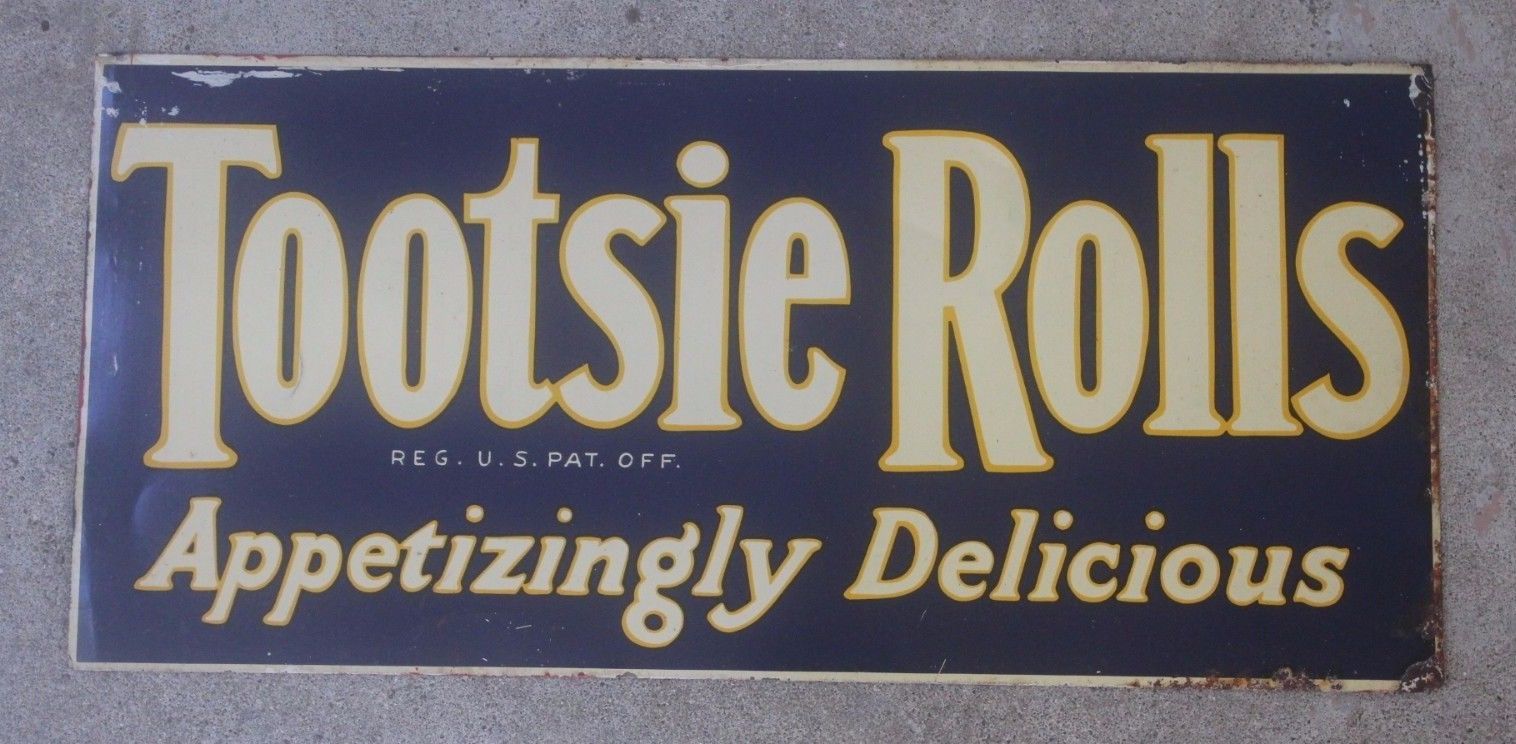 Tootsie Rolls
REG. U.S. PAT. OFF.
Appetizingly Delicious